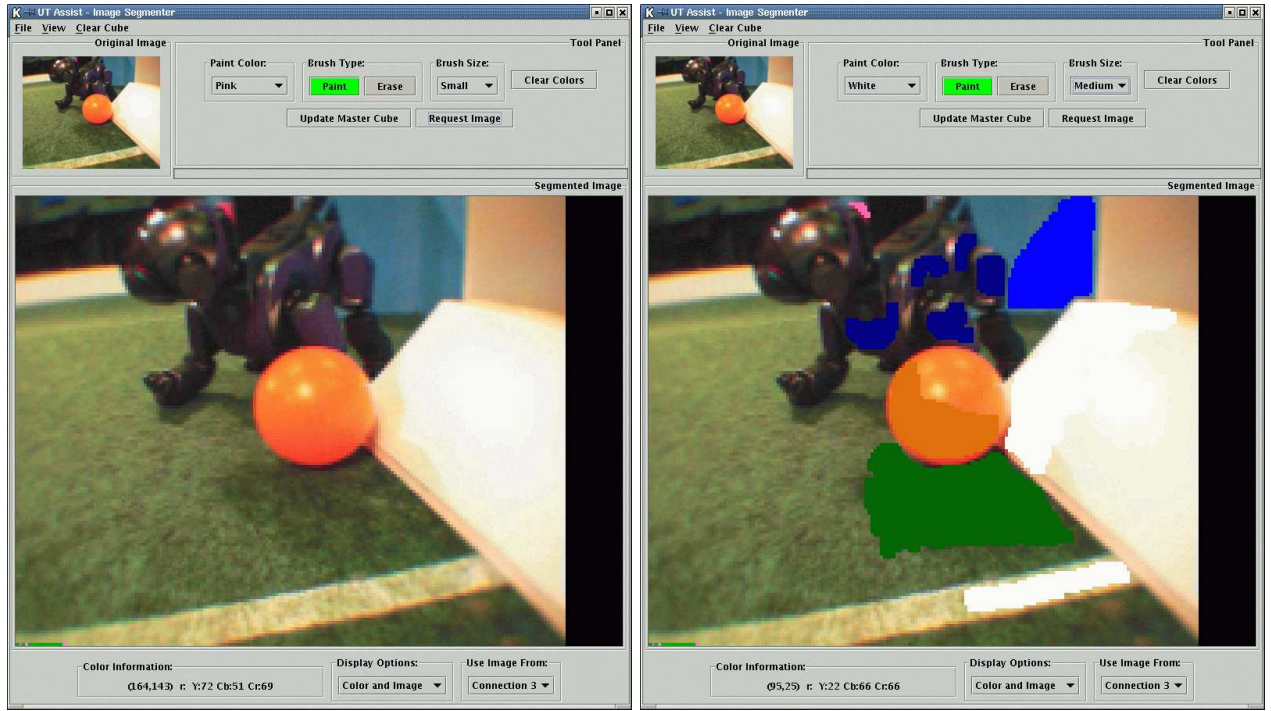 UT Assist - Image Segmenter
File View Clear Cube
Original Image
Tool Panel
Paint Color:
Brush Type:
Brush Size:
Pink
Paint
Erase
Small
Clear Colors
Update Master Cube
Request Image
Segmented Image
Color Information:
(164,143) r: Y:72 Cb:51 Cr:69
Display Options:
Color and Image
Use Image From:
Connection 3
UT Assist - Image Segmenter
File View Clear Cube
Original Image
Tool Panel
Paint Color:
Brush Type:
Brush Size:
White
Paint
Erase
Medium
Clear Colors
Update Master Cube
Request Image
Segmented Image
Color Information:
(95,25) r: Y:22 Cb:66 Cr:66
Display Options:
Color and Image
Use Image From:
Connection 3